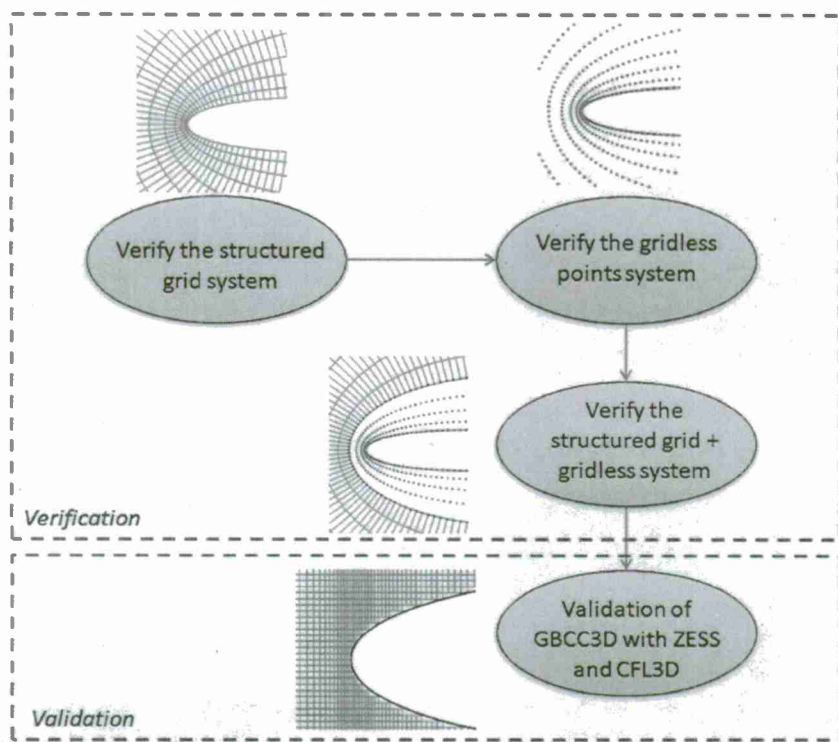 Verify the structured
grid system
Verify the gridless
points system
Verify the
structured grid +
gridless system
Verification
Validation of
GBCC3D with ZESS
and CFL3D
Validation